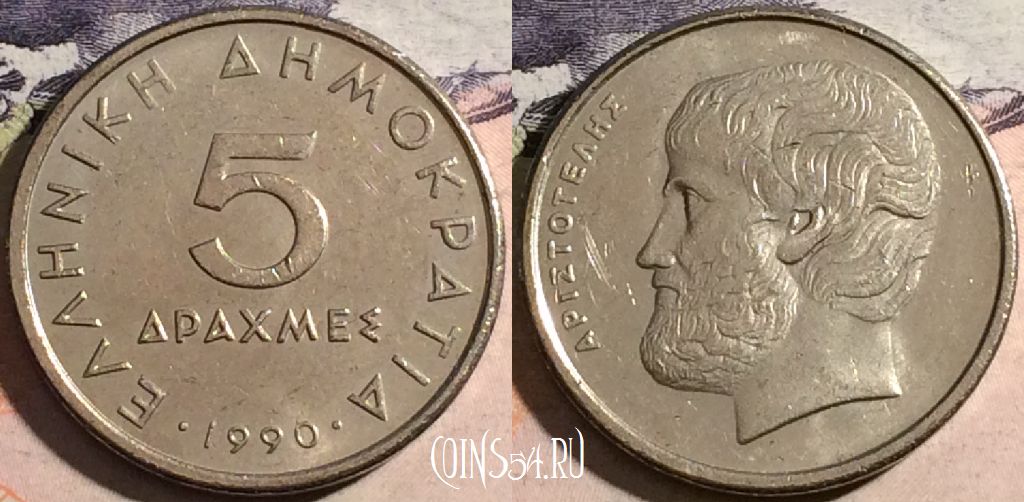 ΕΛΛΗΝΙΚΗ ΔΗΜΟΚΡΑΤΙΑ
5
ΔΡΑΧΜΕΣ
·1990·
ΑΡΙΣΤΟΤΕΛΗΣ
COINS54.RU